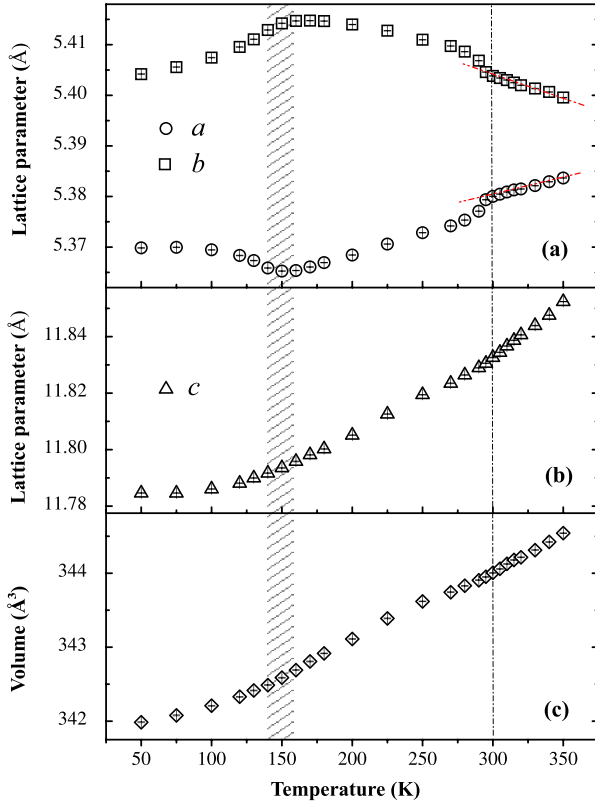 Lattice parameter (Å)
5.41
5.40
5.39
5.38
5.37
a
b
(a)
Lattice parameter (Å)
11.84
11.82
11.80
11.78
c
(b)
Volume (Å³)
344
343
342
(c)
50 100 150 200 250 300 350
Temperature (K)